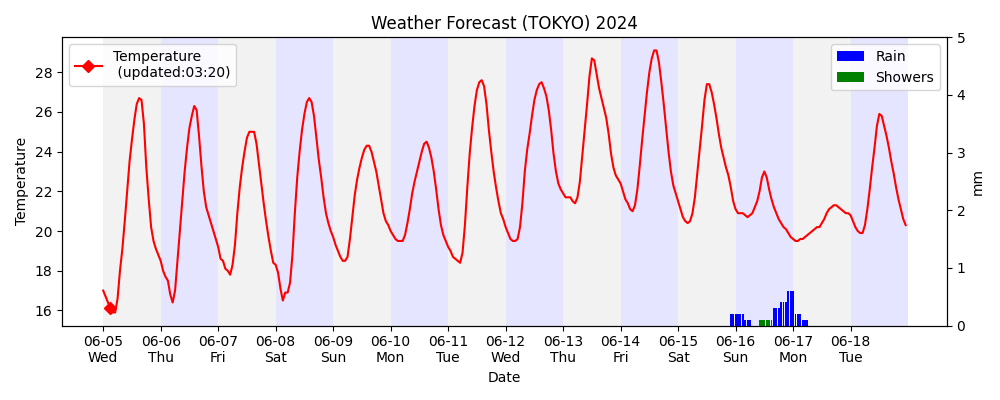 Weather Forecast (TOKYO) 2024
Temperature
(updated:03:20)
Rain
Showers
Temperature
28
26
24
22
20
18
16
5
4
3
2
1
0
mm
06-05 06-06 06-07 06-08 06-09 06-10 06-11 06-12 06-13 06-14 06-15 06-16 06-17 06-18
Wed Thu Fri Sat Sun Mon Tue Wed Thu Fri Sat Sun Mon Tue
Date